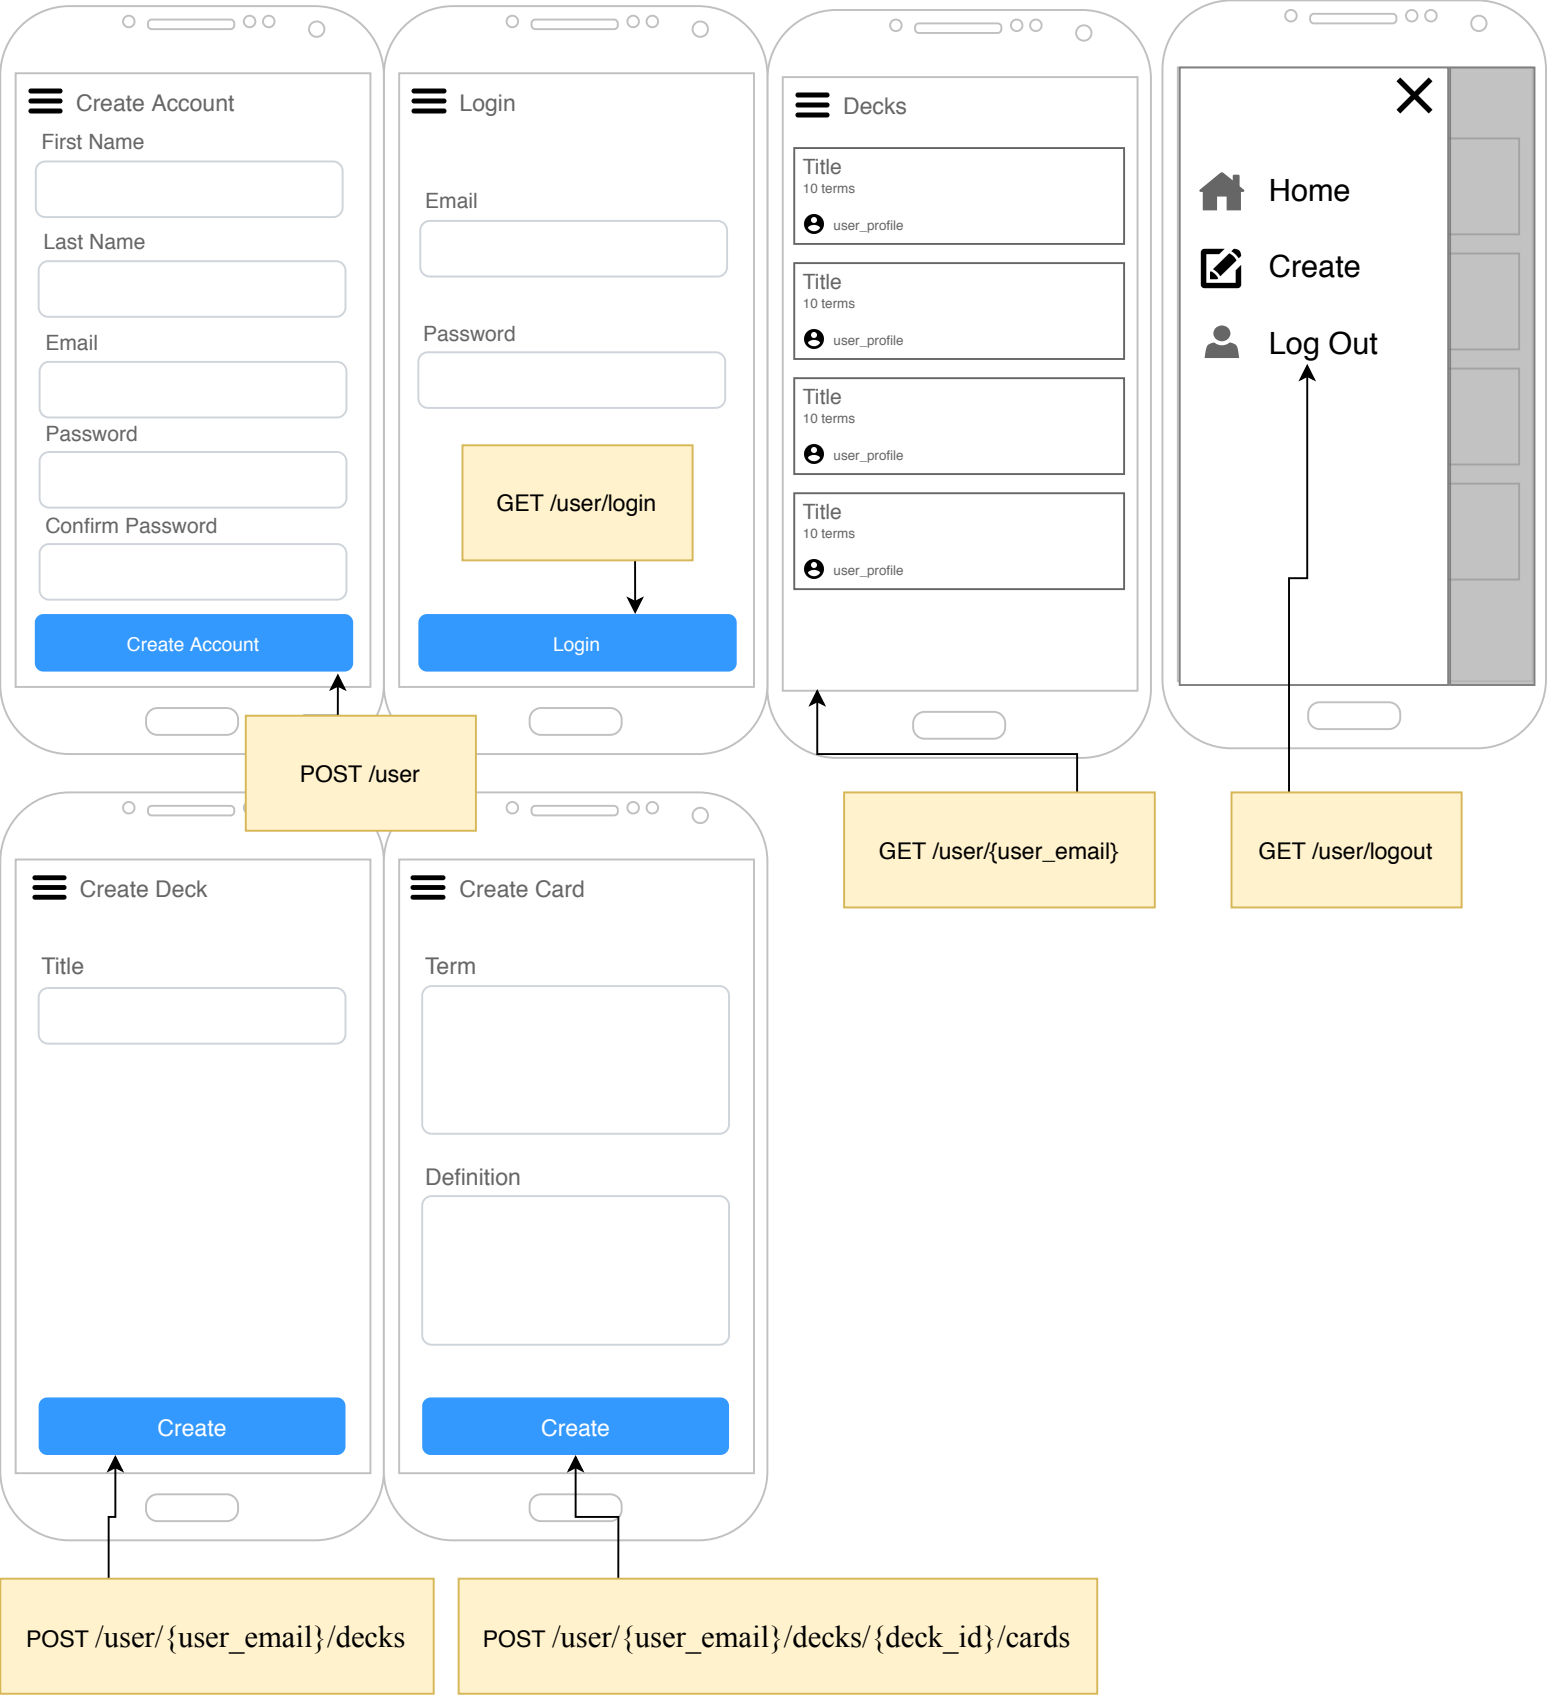 Create Account
First Name
Last Name
Email
Password
Confirm Password
Create Account
POST /user
Login
Email
Password
GET /user/login
Login
Decks
Title
10 terms
user_profile
Title
10 terms
user_profile
Title
10 terms
user_profile
Title
10 terms
user_profile
GET /user/{user_email}
Home
Create
Log Out
GET /user/logout
Create Deck
Title
Create
POST /user/{user_email}/decks
Create Card
Term
Definition
Create
POST /user/{user_email}/decks/{deck_id}/cards